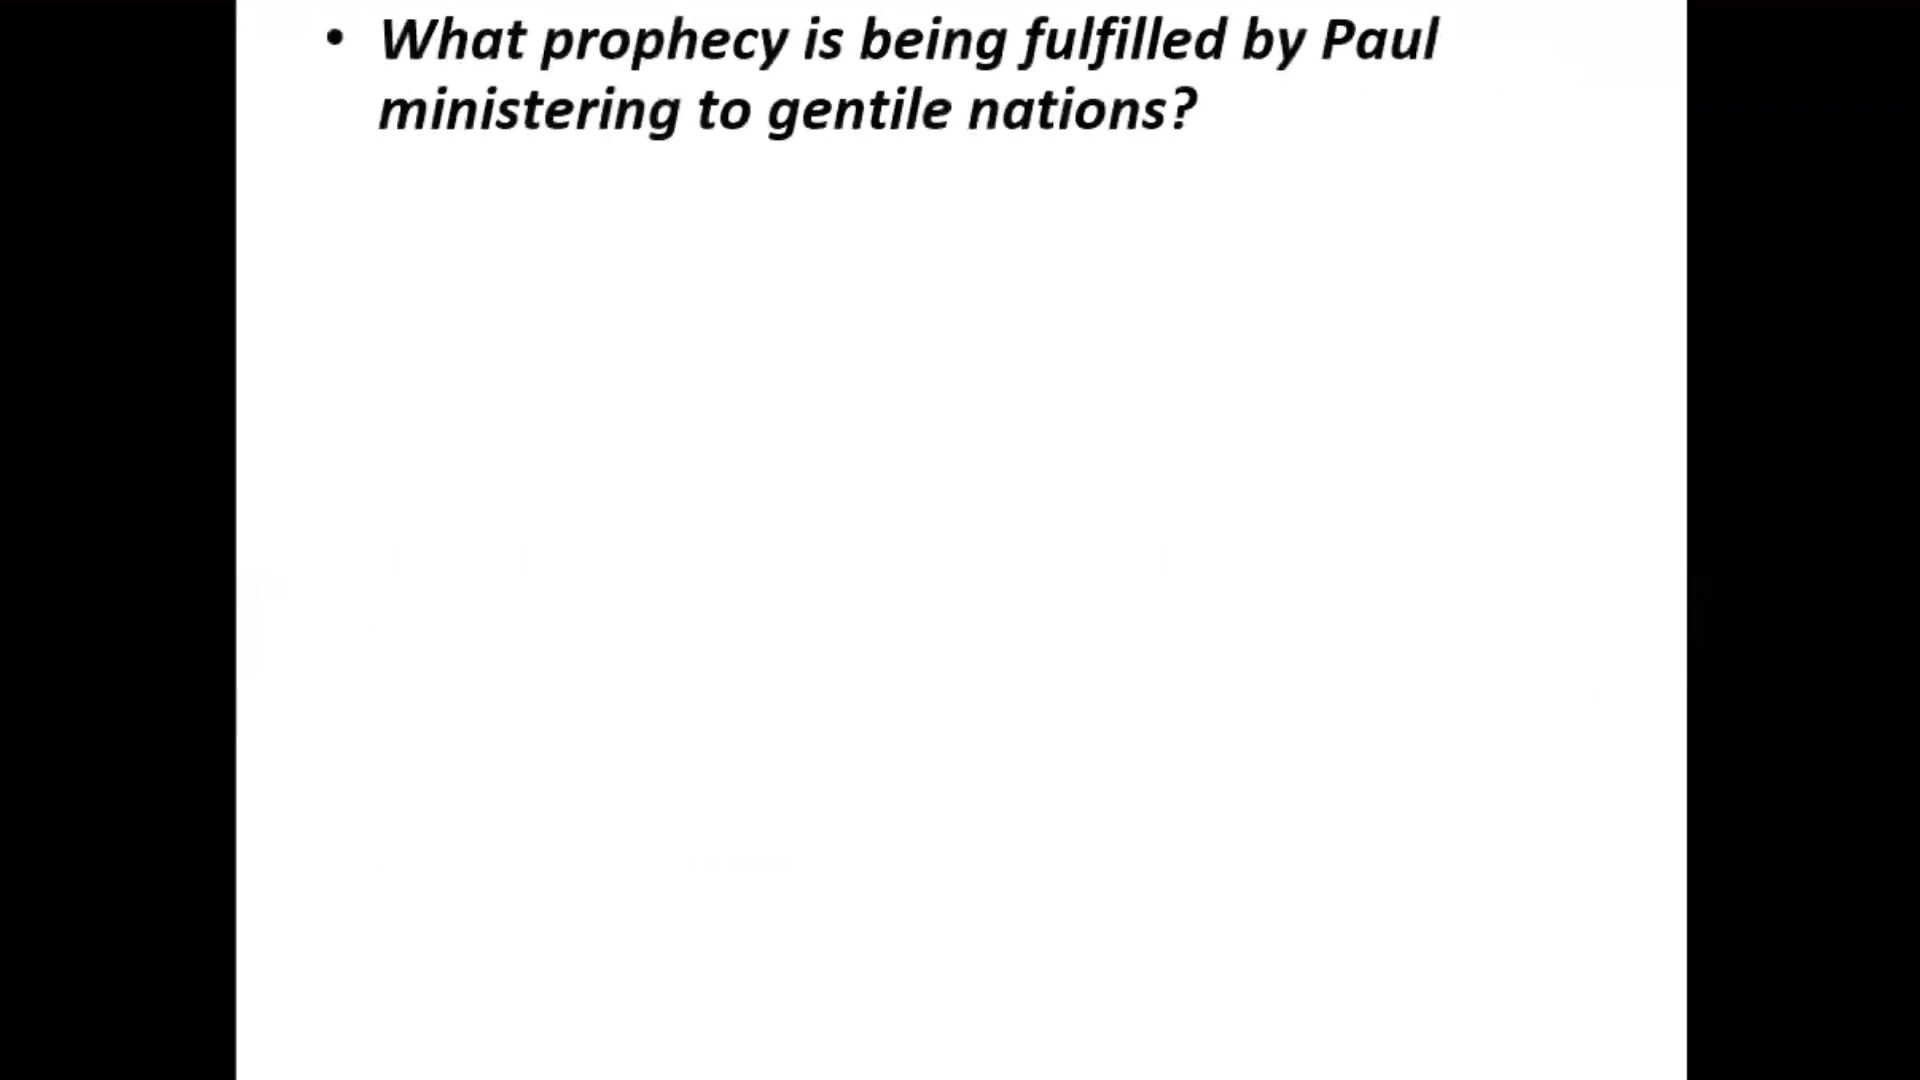 • What prophecy is being fulfilled by Paul
ministering to gentile nations?